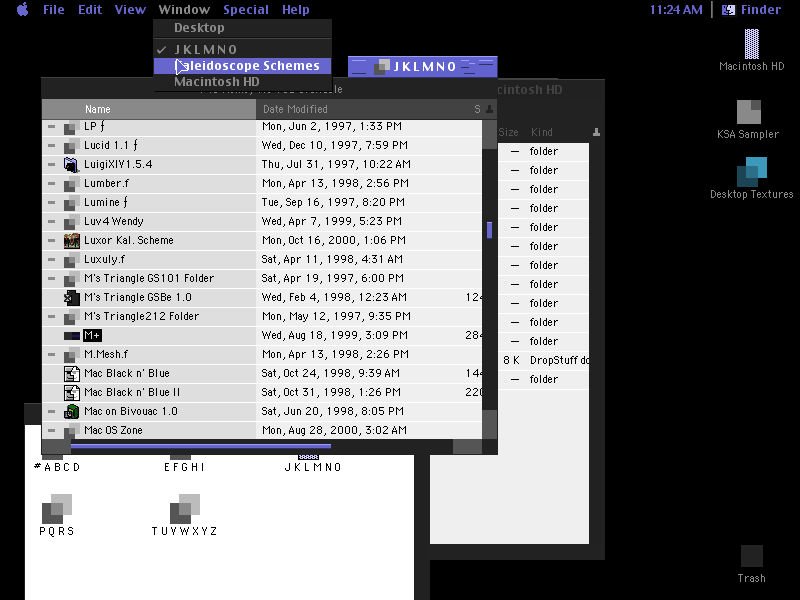 File Edit View Window Special Help 11:24 AM Finder
Desktop
✓ JKLMNO
Kaleidoscope Schemes
Macintosh HD
JKLMNO
Macintosh HD
Name Date Modified S
Size Kind
LP ƒ Mon, Jun 2, 1997, 1:33 PM
Lucid 1.1 ƒ Wed, Dec 10, 1997, 7:59 PM
LuigiXIV1.5.4 Thu, Jul 31, 1997, 10:22 AM
Lumber.f Mon, Apr 13, 1998, 2:56 PM
Lumine ƒ Tue, Sep 16, 1997, 8:20 PM
Luv4 Wendy Wed, Apr 7, 1999, 5:23 PM
Luxor Kal. Scheme Mon, Oct 16, 2000, 1:06 PM
Luxuly.f Sat, Apr 11, 1998, 4:31 AM
M's Triangle GS101 Folder Sat, Apr 19, 1997, 6:00 PM
M's Triangle GSBe 1.0 Wed, Feb 4, 1998, 12:23 AM 124
M's Triangle212 Folder Mon, May 12, 1997, 9:35 PM
M+ Wed, Aug 18, 1999, 3:09 PM 284
M.Mesh.f Mon, Apr 13, 1998, 2:26 PM
Mac Black n' Blue Sat, Oct 24, 1998, 9:39 AM 144
Mac Black n' Blue II Sat, Oct 31, 1998, 1:26 PM 220
Mac on Bivouac 1.0 Sat, Jun 20, 1998, 8:05 PM
Mac OS Zone Mon, Aug 28, 2000, 3:02 AM
— folder
— folder
— folder
— folder
— folder
— folder
— folder
— folder
— folder
— folder
— folder
8 K DropStuff do
— folder
#ABCD EFGHI JKLMNO
PQRS TUVWXYZ
Macintosh HD
KSA Sampler
Desktop Textures
Trash